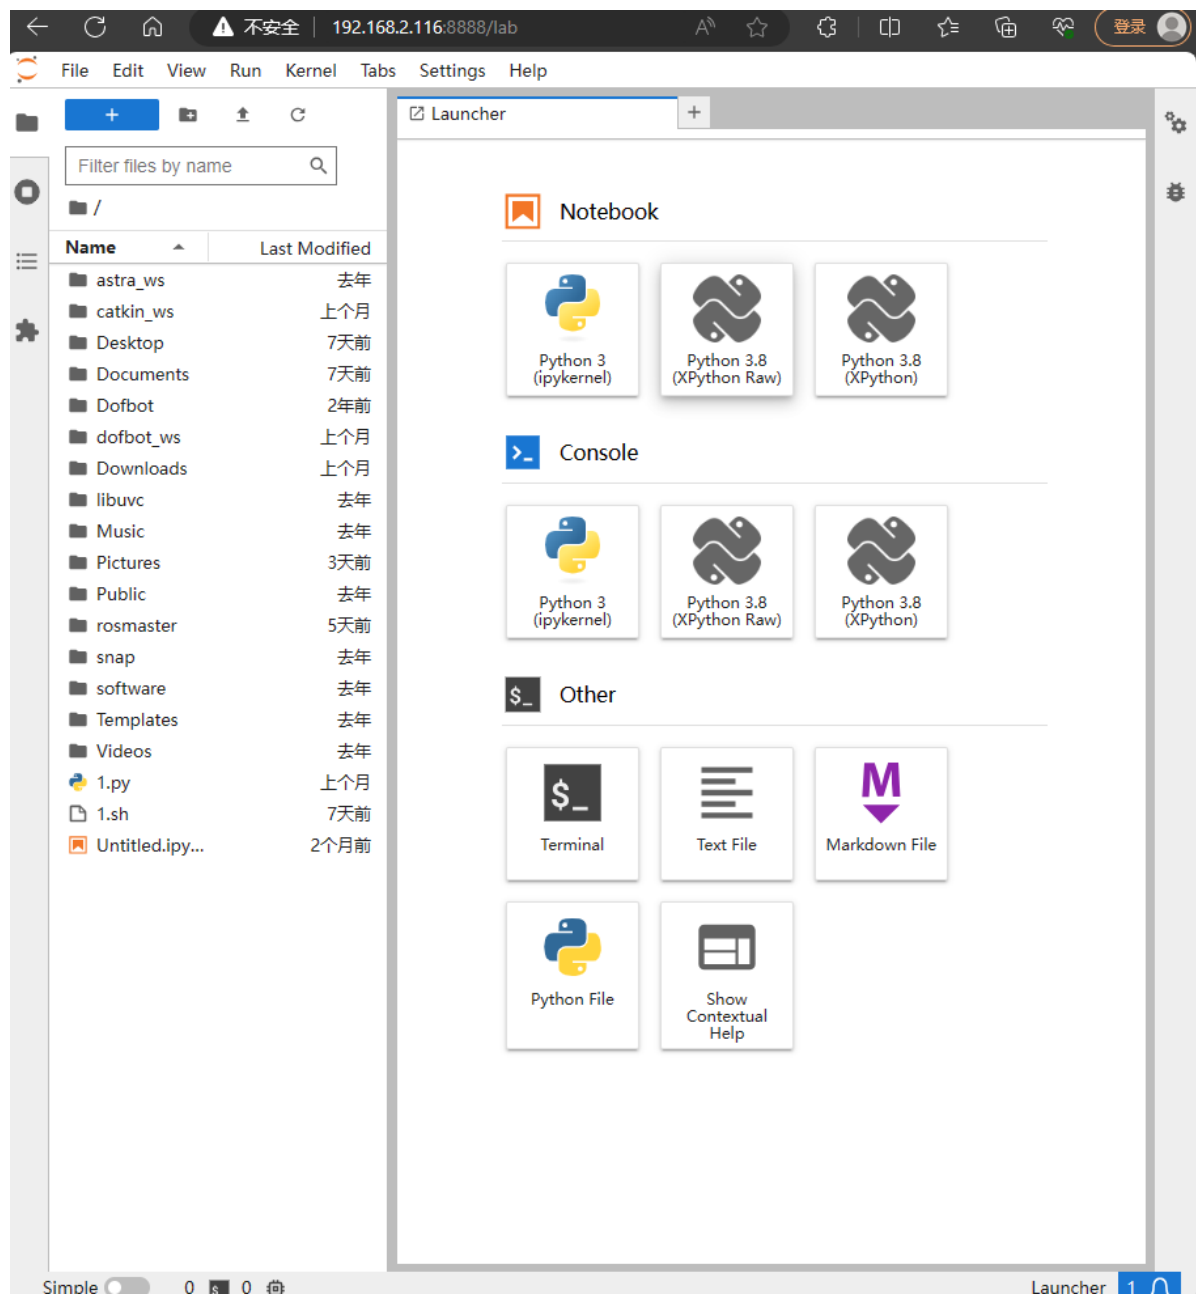 不安全 192.168.2.116:8888/lab A 登录
File Edit View Run Kernel Tabs Settings Help
+ Launcher +
Filter files by name
/
Name Last Modified
astra_ws 去年
catkin_ws 上个月
Desktop 7天前
Documents 7天前
Dofbot 2年前
dofbot_ws 上个月
Downloads 上个月
libuvc 去年
Music 去年
Pictures 3天前
Public 去年
rosmaster 5天前
snap 去年
software 去年
Templates 去年
Videos 去年
1.py 上个月
1.sh 7天前
Untitled.ipy... 2个月前
Notebook
Python 3
(ipykernel)
Python 3.8
(XPython Raw)
Python 3.8
(XPython)
>_ Console
Python 3
(ipykernel)
Python 3.8
(XPython Raw)
Python 3.8
(XPython)
$_ Other
$_
Terminal
Text File
M
Markdown File
Python File
Show
Contextual
Help
Simple 0 $_ 0 Launcher 1